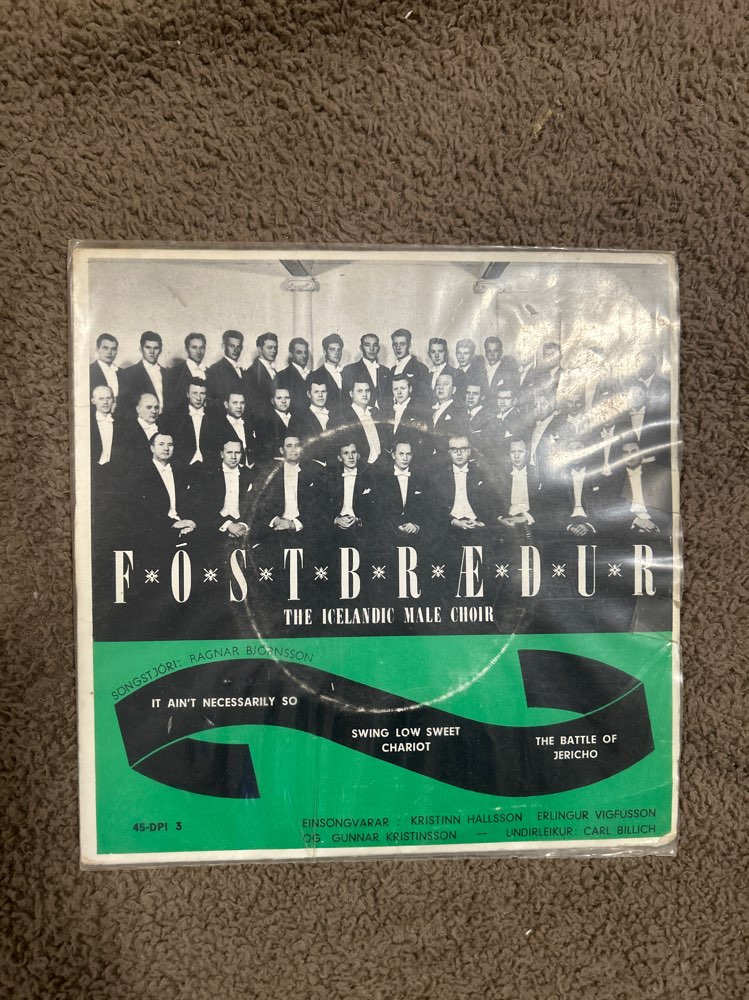 F*Ó*S*T*B*R*Æ*Ð*U*R
THE ICELANDIC MALE CHOIR
SONGSTJÓRI: RAGNAR BJÖRNSSON
IT AIN'T NECESSARILY SO
SWING LOW SWEET
CHARIOT
THE BATTLE OF
JERICHO
45-DPI 3
EINSÖNGVARAR : KRISTINN HALLSSON ERLINGUR VIGFÚSSON
OG GUNNAR KRISTINSSON — UNDIRLEIKUR: CARL BILLICH